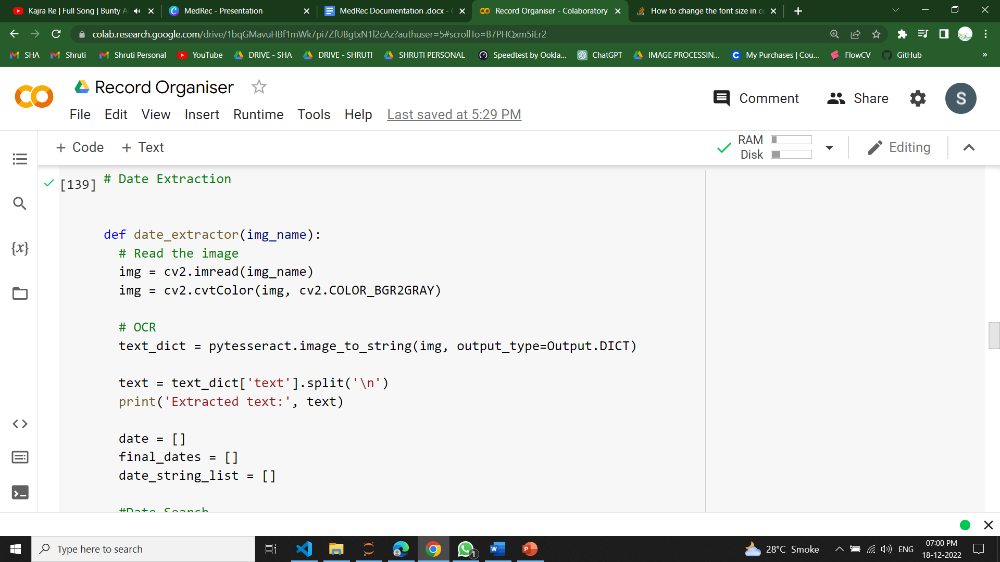 Kajra Re | Full Song | Bunty A
MedRec - Presentation
MedRec Documentation .docx -
Record Organiser - Colaboratory
How to change the font size in co
colab.research.google.com/drive/1bqGMavuHBf1mWk7pi7ZfUBgtxN1l2cAz?authuser=5#scrollTo=B7PHQxm5iEr2
SHA
Shruti
Shruti Personal
YouTube
DRIVE - SHA
DRIVE - SHRUTI
SHRUTI PERSONAL
Speedtest by Ookla...
ChatGPT
IMAGE PROCESSIN...
My Purchases | Cou...
FlowCV
GitHub
»
Record Organiser
Comment
Share
S
File Edit View Insert Runtime Tools Help Last saved at 5:29 PM
+ Code + Text
RAM
Disk
Editing
{x}
[139] # Date Extraction
def date_extractor(img_name):
# Read the image
img = cv2.imread(img_name)
img = cv2.cvtColor(img, cv2.COLOR_BGR2GRAY)
# OCR
text_dict = pytesseract.image_to_string(img, output_type=Output.DICT)
text = text_dict['text'].split('\n')
print('Extracted text:', text)
date = []
final_dates = []
date_string_list = []
#Date Search
Type here to search
1
28°C Smoke
ENG
07:00 PM
18-12-2022